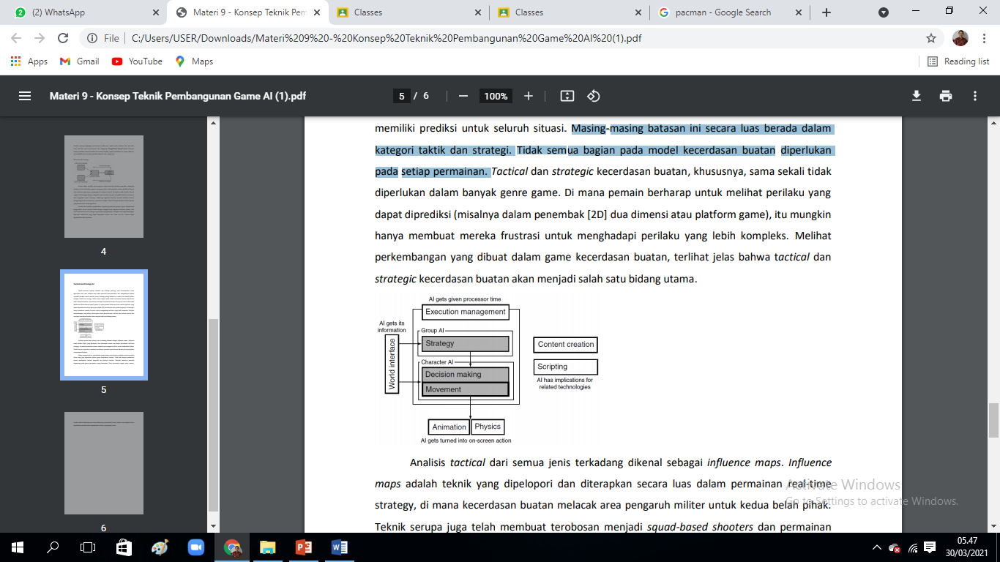 (2) WhatsApp
Materi 9 - Konsep Teknik Pem
Classes
Classes
pacman - Google Search
File
C:/Users/USER/Downloads/Materi%209%20-%20Konsep%20Teknik%20Pembangunan%20Game%20AI%20(1).pdf
Apps
Gmail
YouTube
Maps
Reading list
Materi 9 - Konsep Teknik Pembangunan Game AI (1).pdf
5 / 6
100%
4
5
6
memiliki prediksi untuk seluruh situasi. Masing-masing batasan ini secara luas berada dalam
kategori taktik dan strategi. Tidak semua bagian pada model kecerdasan buatan diperlukan
pada setiap permainan. Tactical dan strategic kecerdasan buatan, khususnya, sama sekali tidak
diperlukan dalam banyak genre game. Di mana pemain berharap untuk melihat perilaku yang
dapat diprediksi (misalnya dalam penembak [2D] dua dimensi atau platform game), itu mungkin
hanya membuat mereka frustrasi untuk menghadapi perilaku yang lebih kompleks. Melihat
perkembangan yang dibuat dalam game kecerdasan buatan, terlihat jelas bahwa tactical dan
strategic kecerdasan buatan akan menjadi salah satu bidang utama.
AI gets given processor time
Execution management
AI gets its
information
World interface
Group AI
Strategy
Character AI
Decision making
Movement
Animation
Physics
AI gets turned into on-screen action
Content creation
Scripting
AI has implications for
related technologies
Analisis tactical dari semua jenis terkadang dikenal sebagai influence maps. Influence
maps adalah teknik yang dipelopori dan diterapkan secara luas dalam permainan real-time
strategy, di mana kecerdasan buatan melacak area pengaruh militer untuk kedua belah pihak.
Teknik serupa juga telah membuat terobosan menjadi squad-based shooters dan permainan
Activate Windows
Go to Settings to activate Windows.
05.47
30/03/2021